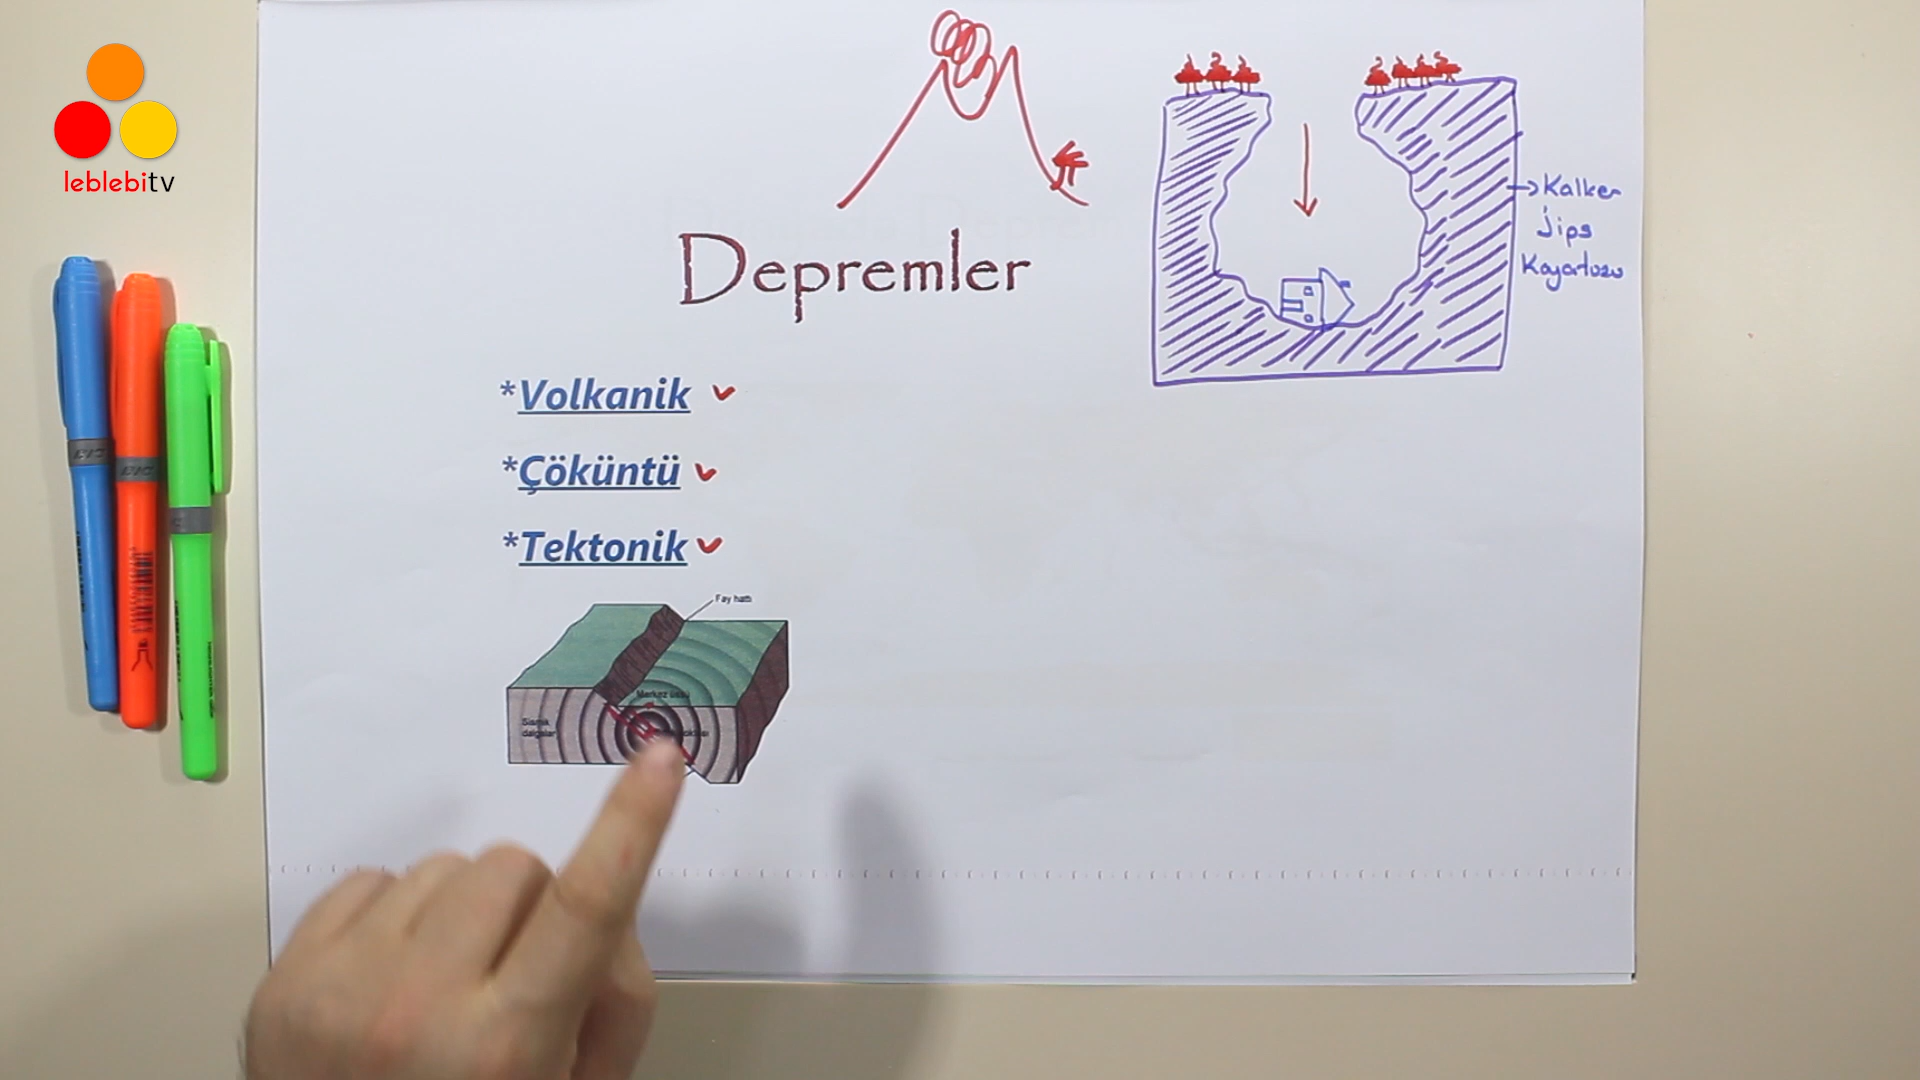 leblebitv
Depremler
Kalker
Jips
Kayatuzu
*Volkanik
*Çöküntü
*Tektonik
Fay hattı
Merkez üssü
Sismik
dalgalar